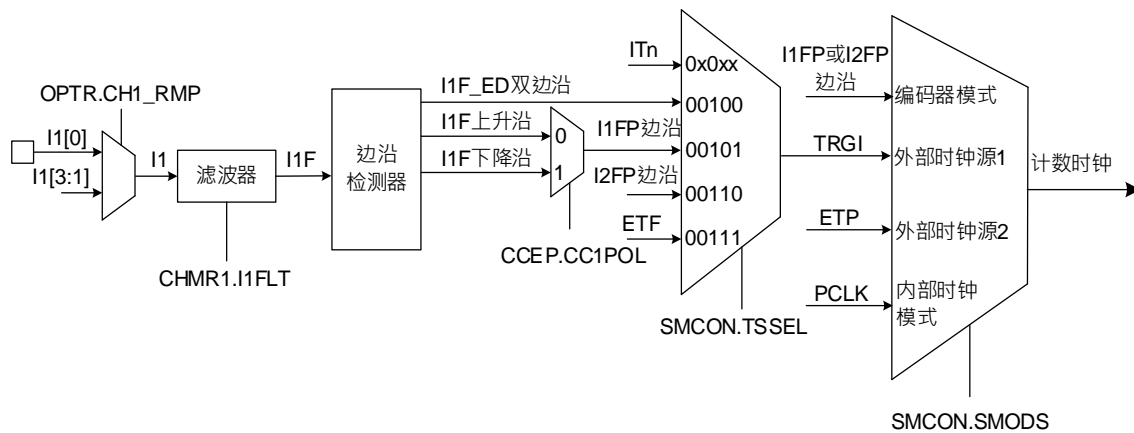 OPTR.CH1_RMP
I1[0]
I1[3:1]
I1
滤波器
CHMR1.I1FLT
I1F
边沿
检测器
I1F_ED双边沿
I1F上升沿
I1F下降沿
0
1
CCEP.CC1POL
ITn
I1FP边沿
I2FP边沿
ETF
0x0xx
00100
00101
00110
00111
SMCON.TSSEL
I1FP或I2FP
边沿
TRGI
ETP
PCLK
编码器模式
外部时钟源1
外部时钟源2
内部时钟
模式
SMCON.SMODS
计数时钟